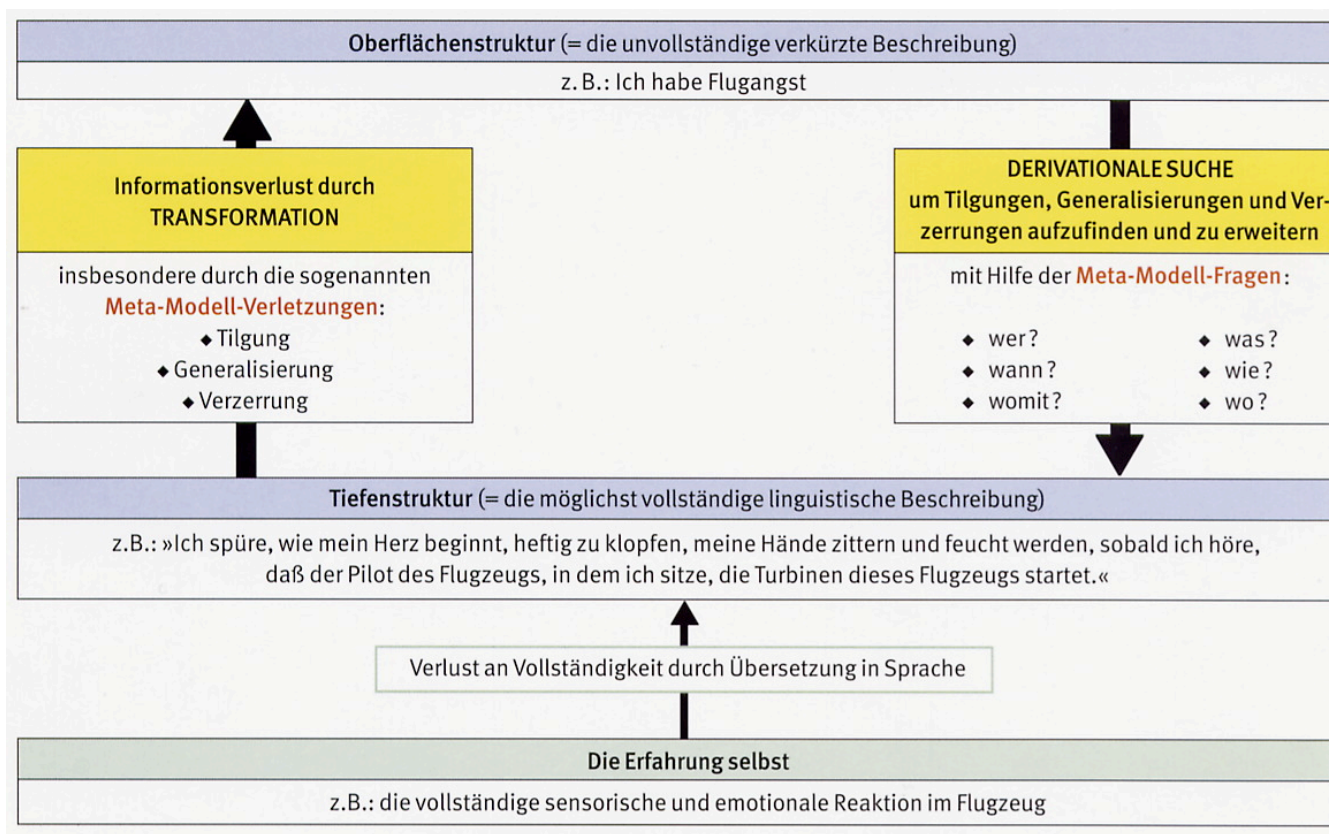 Oberflächenstruktur (= die unvollständige verkürzte Beschreibung)
z. B.: Ich habe Flugangst
Informationsverlust durch
TRANSFORMATION
insbesondere durch die sogenannten
Meta-Modell-Verletzungen:
◆ Tilgung
◆ Generalisierung
◆ Verzerrung
DERIVATIONALE SUCHE
um Tilgungen, Generalisierungen und Ver-
zerrungen aufzufinden und zu erweitern
mit Hilfe der Meta-Modell-Fragen:
◆ wer? ◆ was?
◆ wann? ◆ wie?
◆ womit? ◆ wo?
Tiefenstruktur (= die möglichst vollständige linguistische Beschreibung)
z.B.: »Ich spüre, wie mein Herz beginnt, heftig zu klopfen, meine Hände zittern und feucht werden, sobald ich höre,
daß der Pilot des Flugzeugs, in dem ich sitze, die Turbinen dieses Flugzeugs startet.«
Verlust an Vollständigkeit durch Übersetzung in Sprache
Die Erfahrung selbst
z.B.: die vollständige sensorische und emotionale Reaktion im Flugzeug